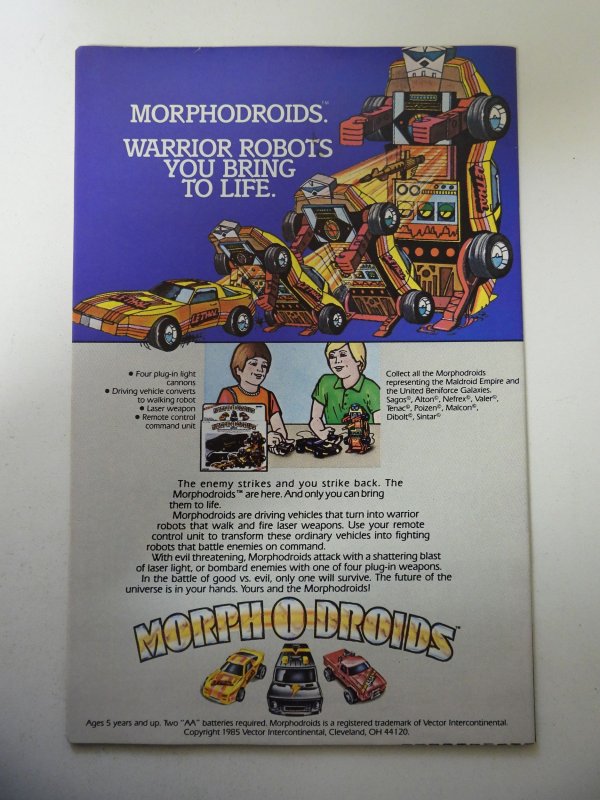 MORPHODROIDS.™
WARRIOR ROBOTS
YOU BRING
TO LIFE.
LETHAL
• Four plug-in light
cannons
• Driving vehicle converts
to walking robot
• Laser weapon
• Remote control
command unit
Collect all the Morphodroids
representing the Maldroid Empire and
the United Beniforce Galaxies.
Sagos©, Alton©, Nefrex©, Valer©,
Tenac©, Poizen©, Malcon©,
Dibolt©, Sintar©
The enemy strikes and you strike back. The
Morphodroids™ are here. And only you can bring
them to life.
Morphodroids are driving vehicles that turn into warrior
robots that walk and fire laser weapons. Use your remote
control unit to transform these ordinary vehicles into fighting
robots that battle enemies on command.
With evil threatening, Morphodroids attack with a shattering blast
of laser light, or bombard enemies with one of four plug-in weapons.
In the battle of good vs. evil, only one will survive. The future of the
universe is in your hands. Yours and the Morphodroids!
MORPH-O-DROIDS™
Ages 5 years and up. Two "AA" batteries required. Morphodroids is a registered trademark of Vector Intercontinental.
Copyright 1985 Vector Intercontinental, Cleveland, OH 44120.